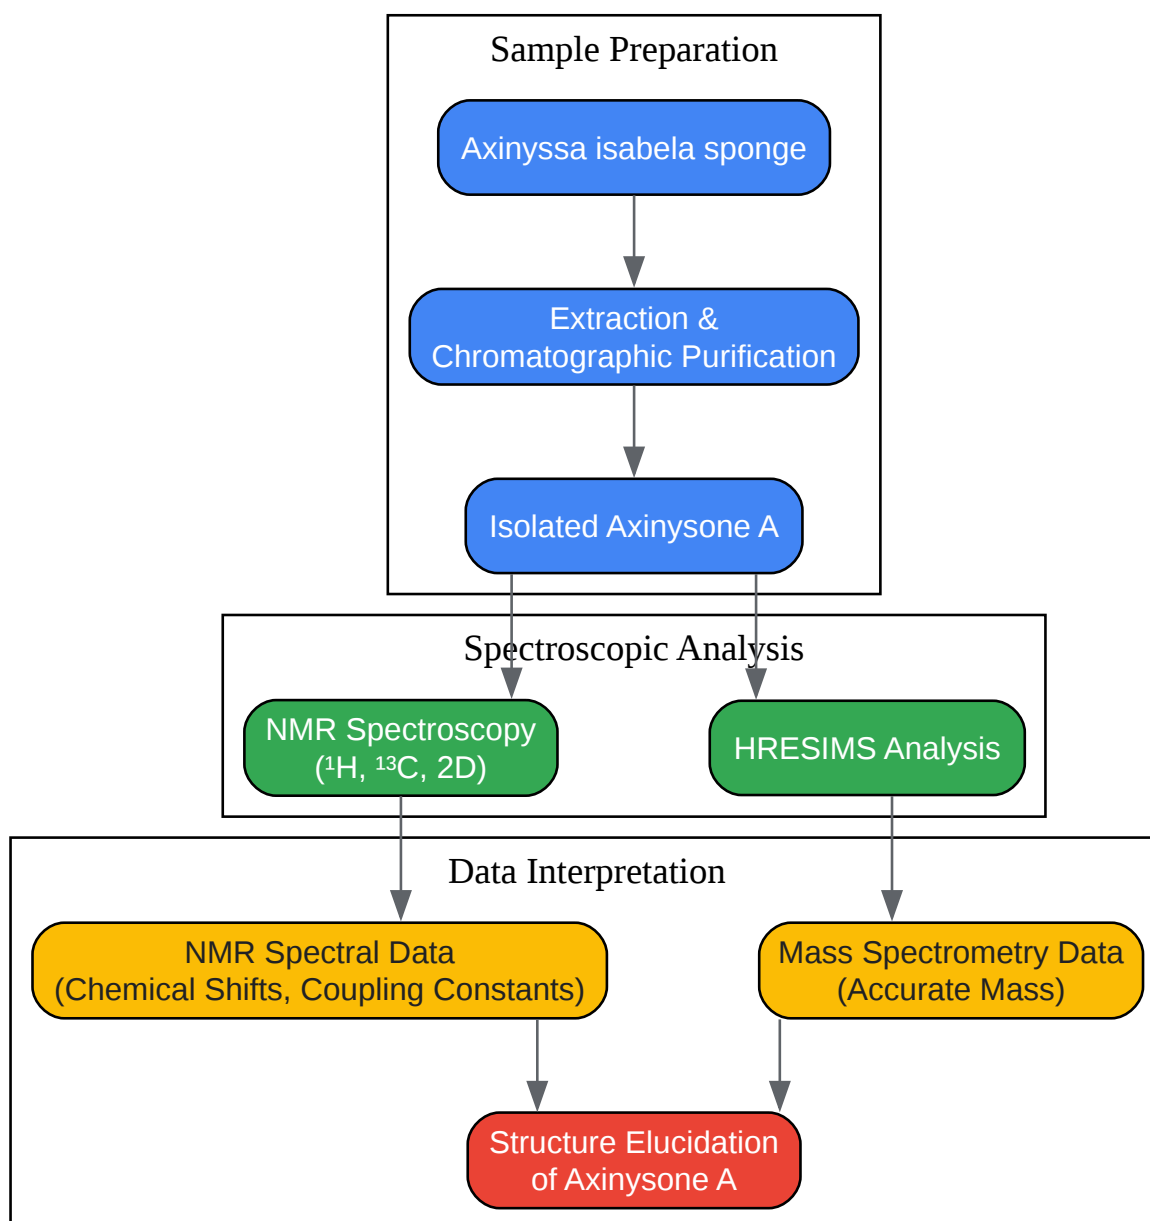 Sample Preparation
Axinyssa isabela sponge
Extraction &
Chromatographic Purification
Isolated Axinysone A
Spectroscopic Analysis
NMR Spectroscopy
(¹H, ¹³C, 2D)
HRESIMS Analysis
Data Interpretation
NMR Spectral Data
(Chemical Shifts, Coupling Constants)
Mass Spectrometry Data
(Accurate Mass)
Structure Elucidation
of Axinysone A